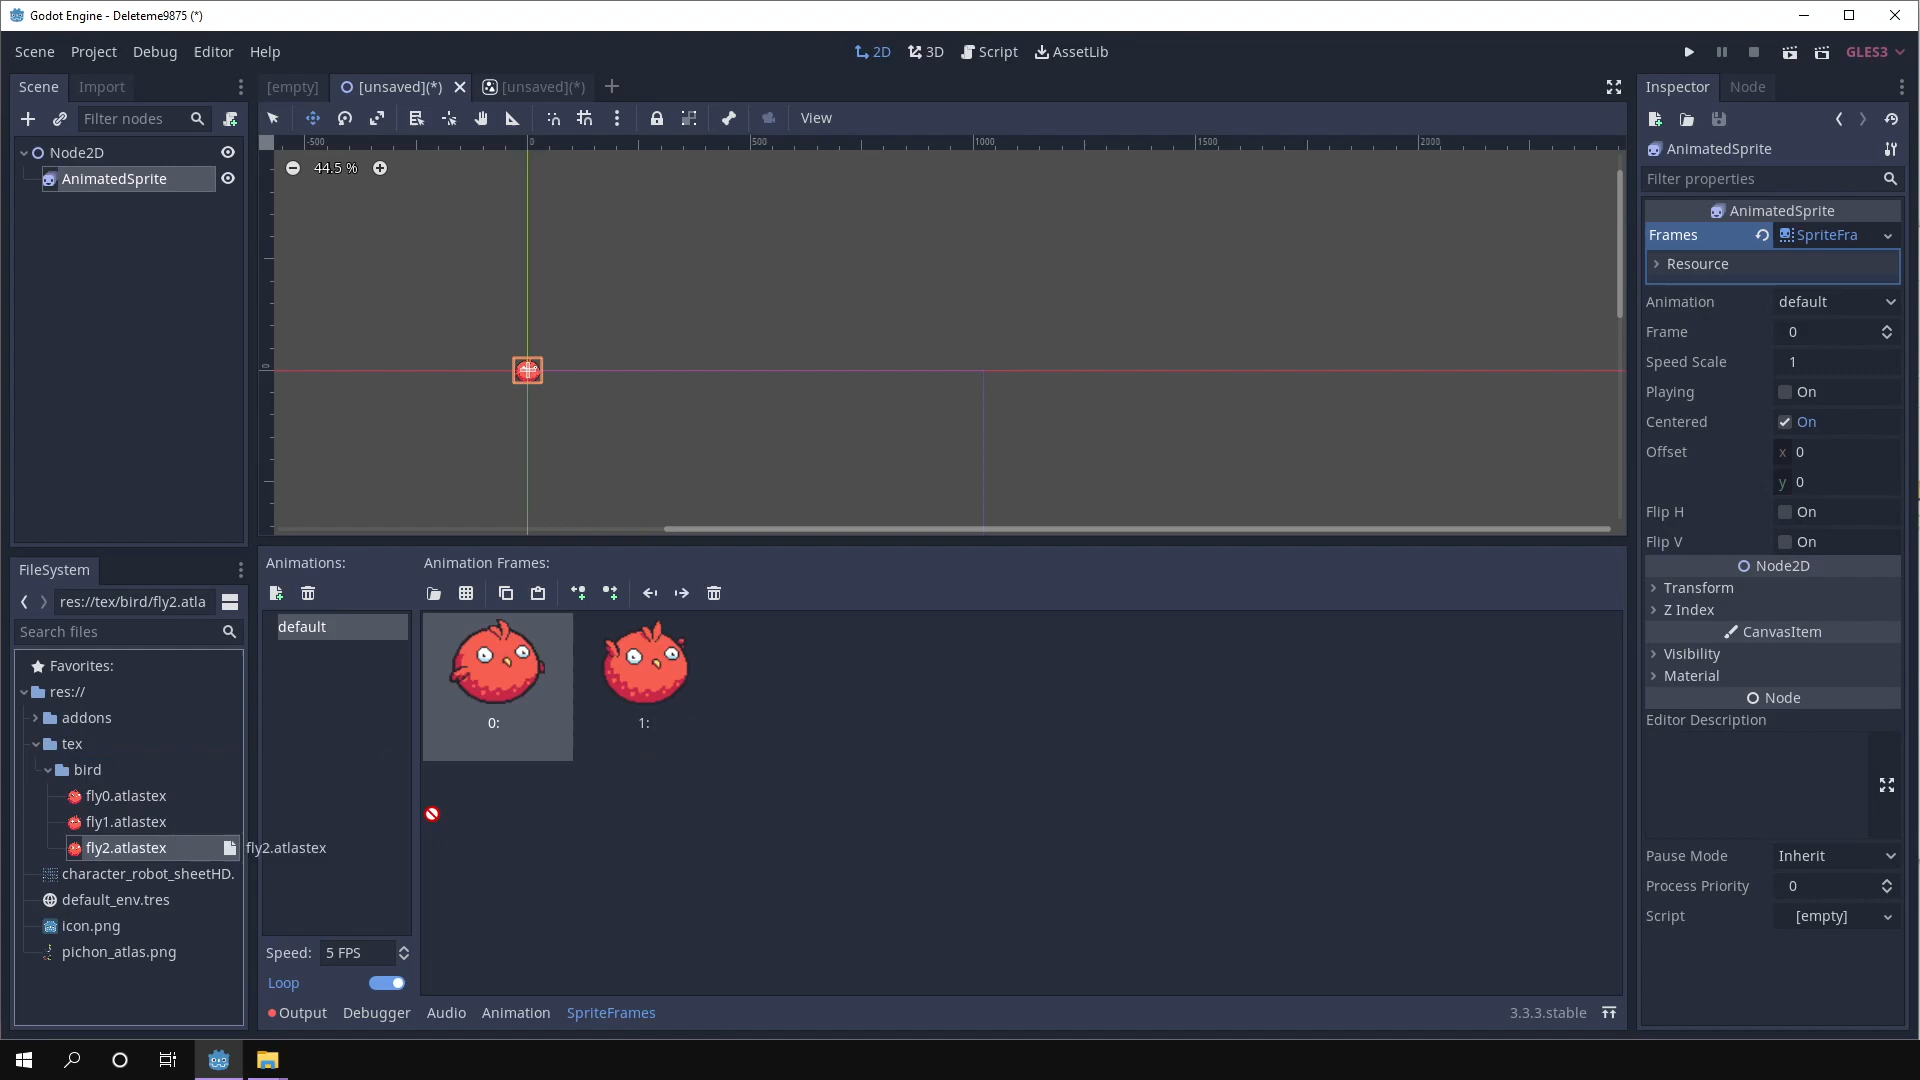 Godot Engine - Deleteme9875 (*)
Scene Project Debug Editor Help
2D 3D Script AssetLib
GLES3
Scene Import
[empty] [unsaved](*) [unsaved](*)
Inspector Node
Filter nodes
View
Node2D
AnimatedSprite
-500 0 500 1000 1500 2000
44.5 %
0
AnimatedSprite
Filter properties
AnimatedSprite
Frames SpriteFra
Resource
Animation default
Frame 0
Speed Scale 1
Playing On
Centered On
Offset x 0
y 0
Flip H On
Flip V On
Node2D
Transform
Z Index
CanvasItem
Visibility
Material
Node
Editor Description
Pause Mode Inherit
Process Priority 0
Script [empty]
FileSystem
res://tex/bird/fly2.atla
Search files
Favorites:
res://
addons
tex
bird
fly0.atlastex
fly1.atlastex
fly2.atlastex
fly2.atlastex
character_robot_sheetHD.
default_env.tres
icon.png
pichon_atlas.png
Animations:
Animation Frames:
default
0: 1:
Speed: 5 FPS
Loop
Output Debugger Audio Animation SpriteFrames
3.3.3.stable